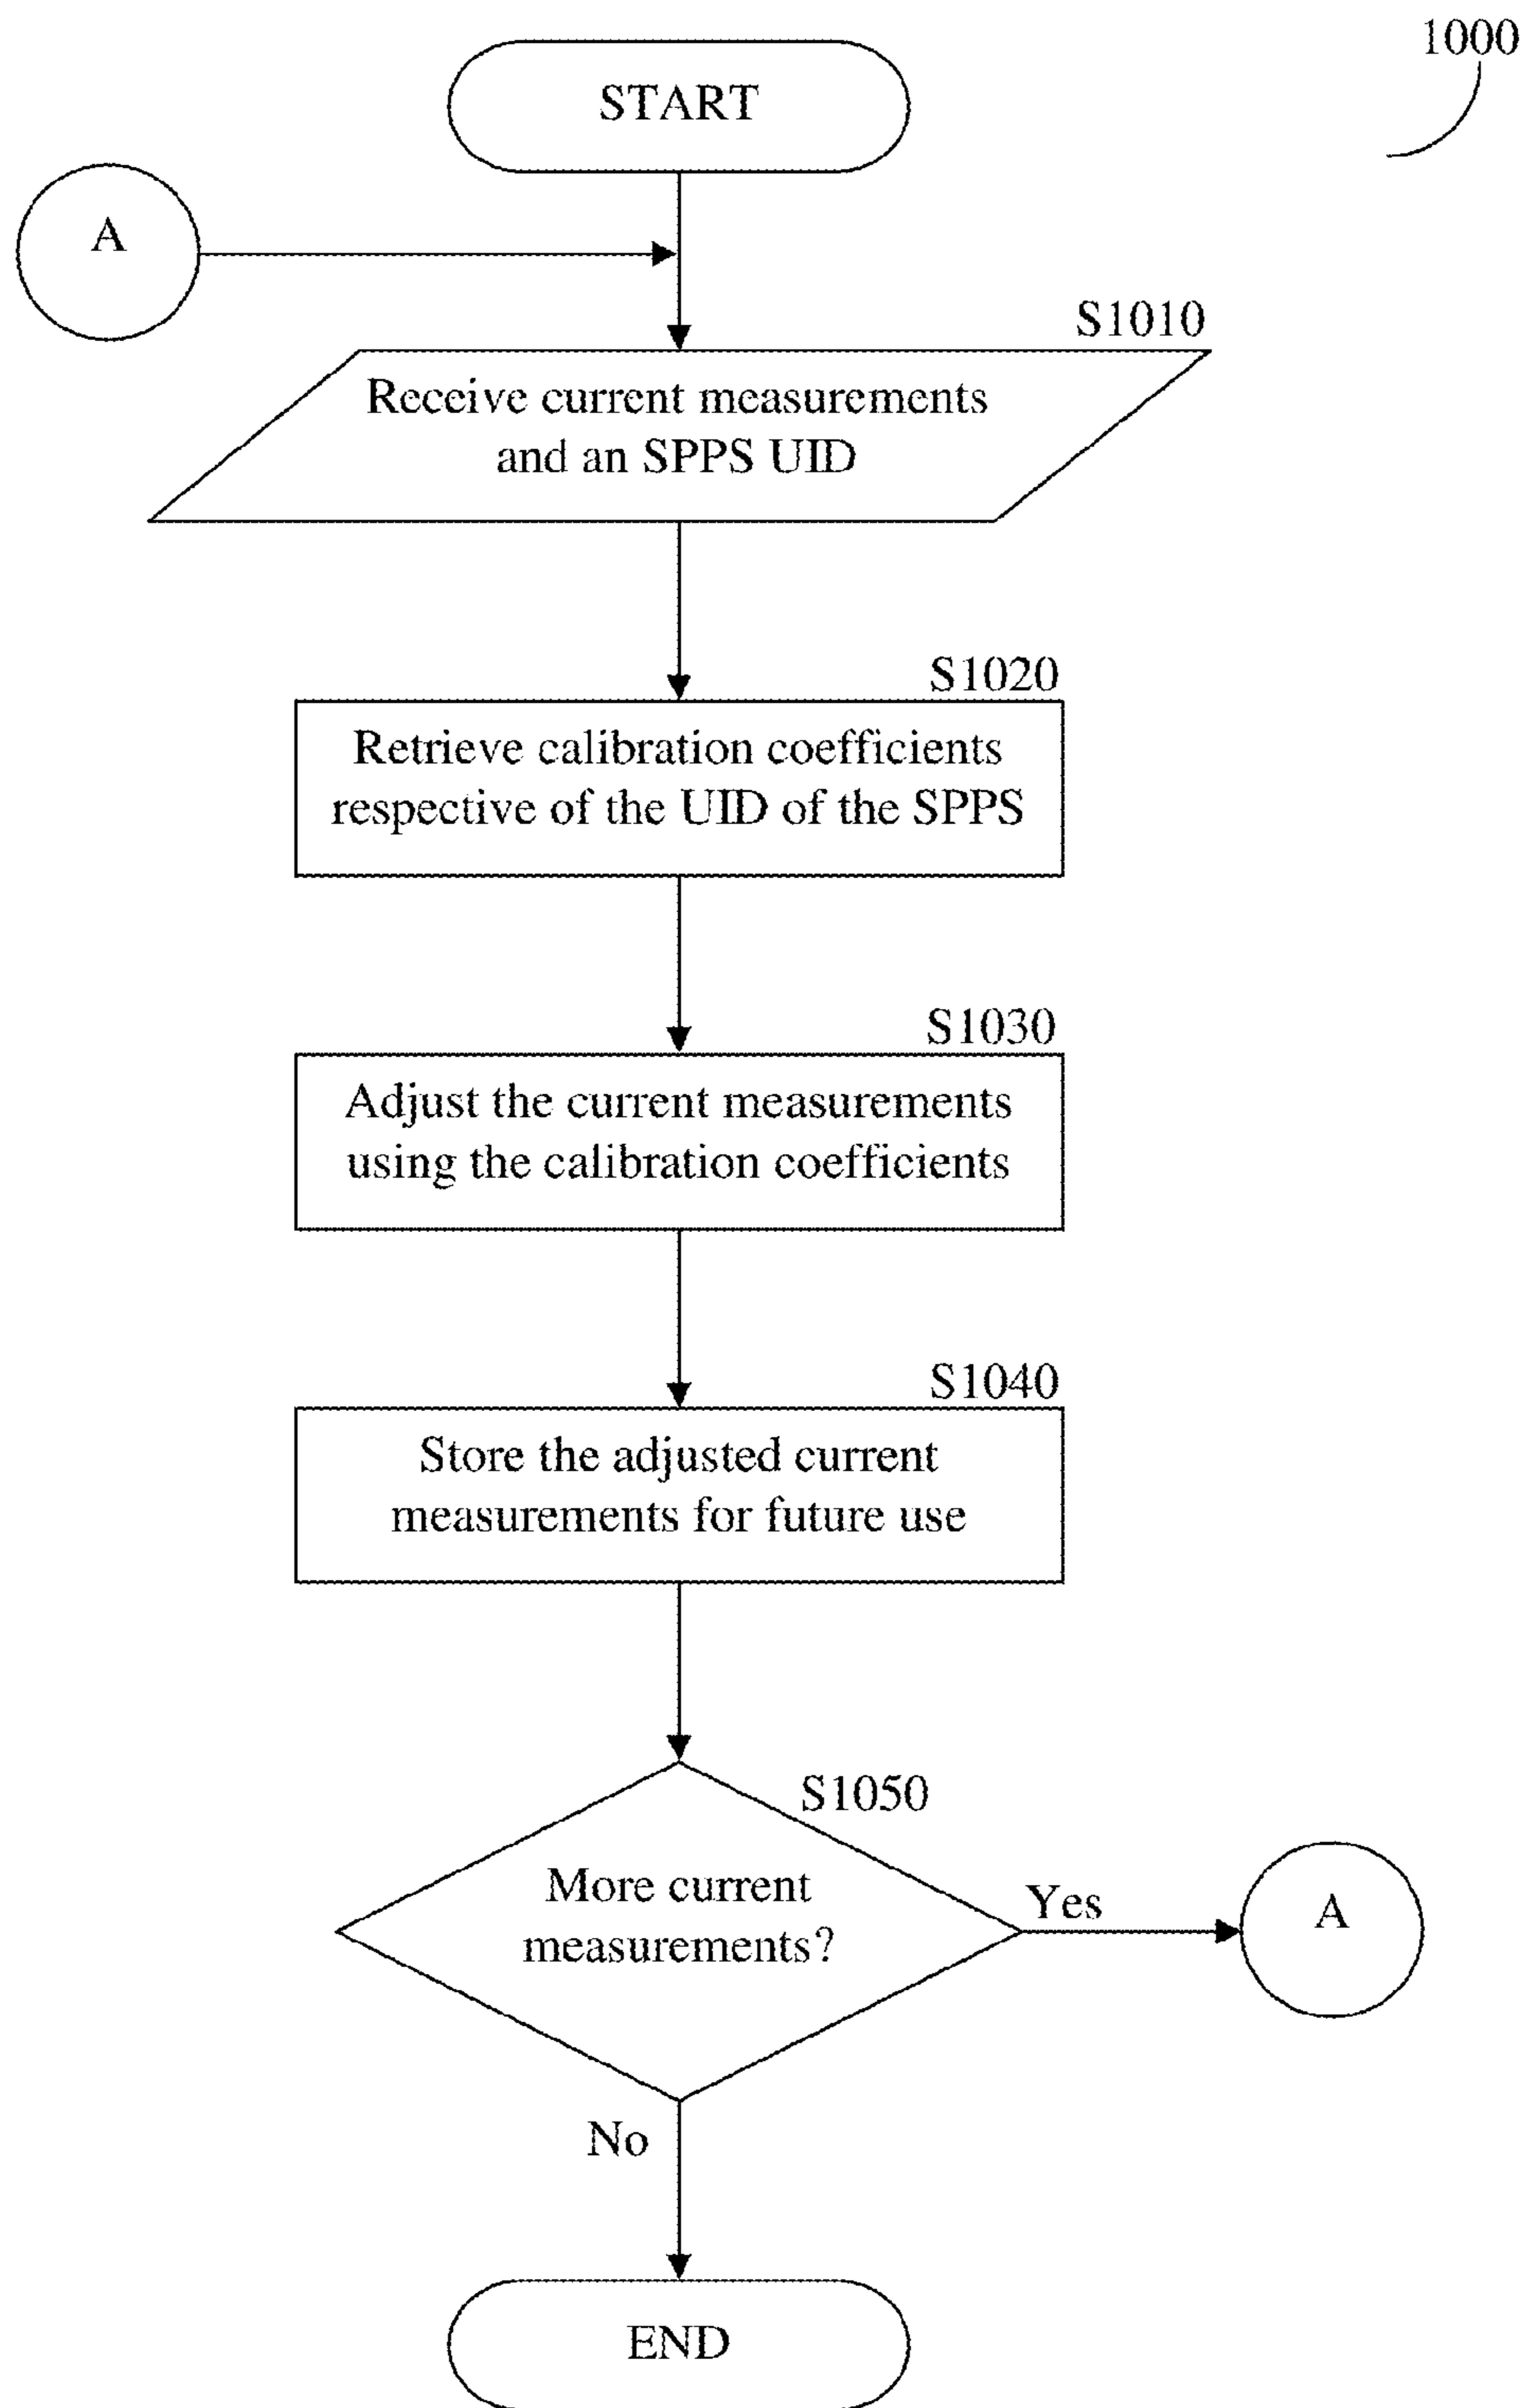 1000
START
A
S1010
Receive current measurements
and an SPPS UID
S1020
Retrieve calibration coefficients
respective of the UID of the SPPS
S1030
Adjust the current measurements
using the calibration coefficients
S1040
Store the adjusted current
measurements for future use
S1050
More current
measurements?
Yes
A
No
END